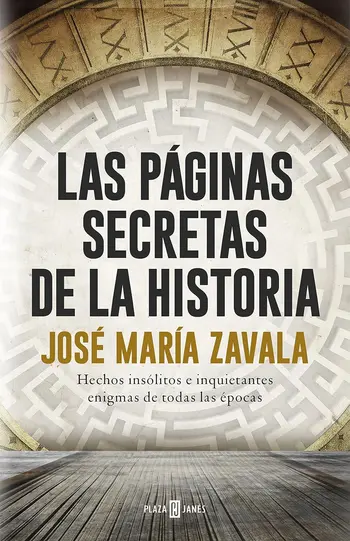 LAS PÁGINAS
SECRETAS
DE LA HISTORIA
JOSÉ MARÍA ZAVALA
Hechos insólitos e inquietantes
enigmas de todas las épocas
PLAZA JANÉS